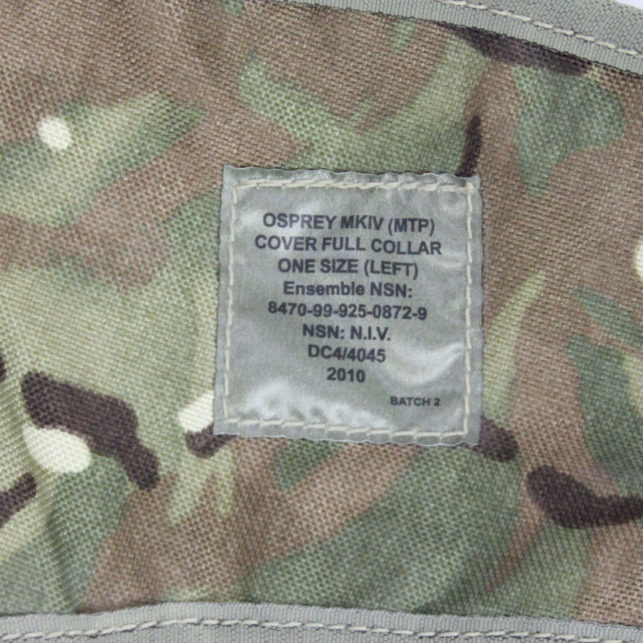 OSPREY MKIV (MTP)
COVER FULL COLLAR
ONE SIZE (LEFT)
Ensemble NSN:
8470-99-925-0872-9
NSN: N.I.V.
DC4/4045
2010
BATCH 2